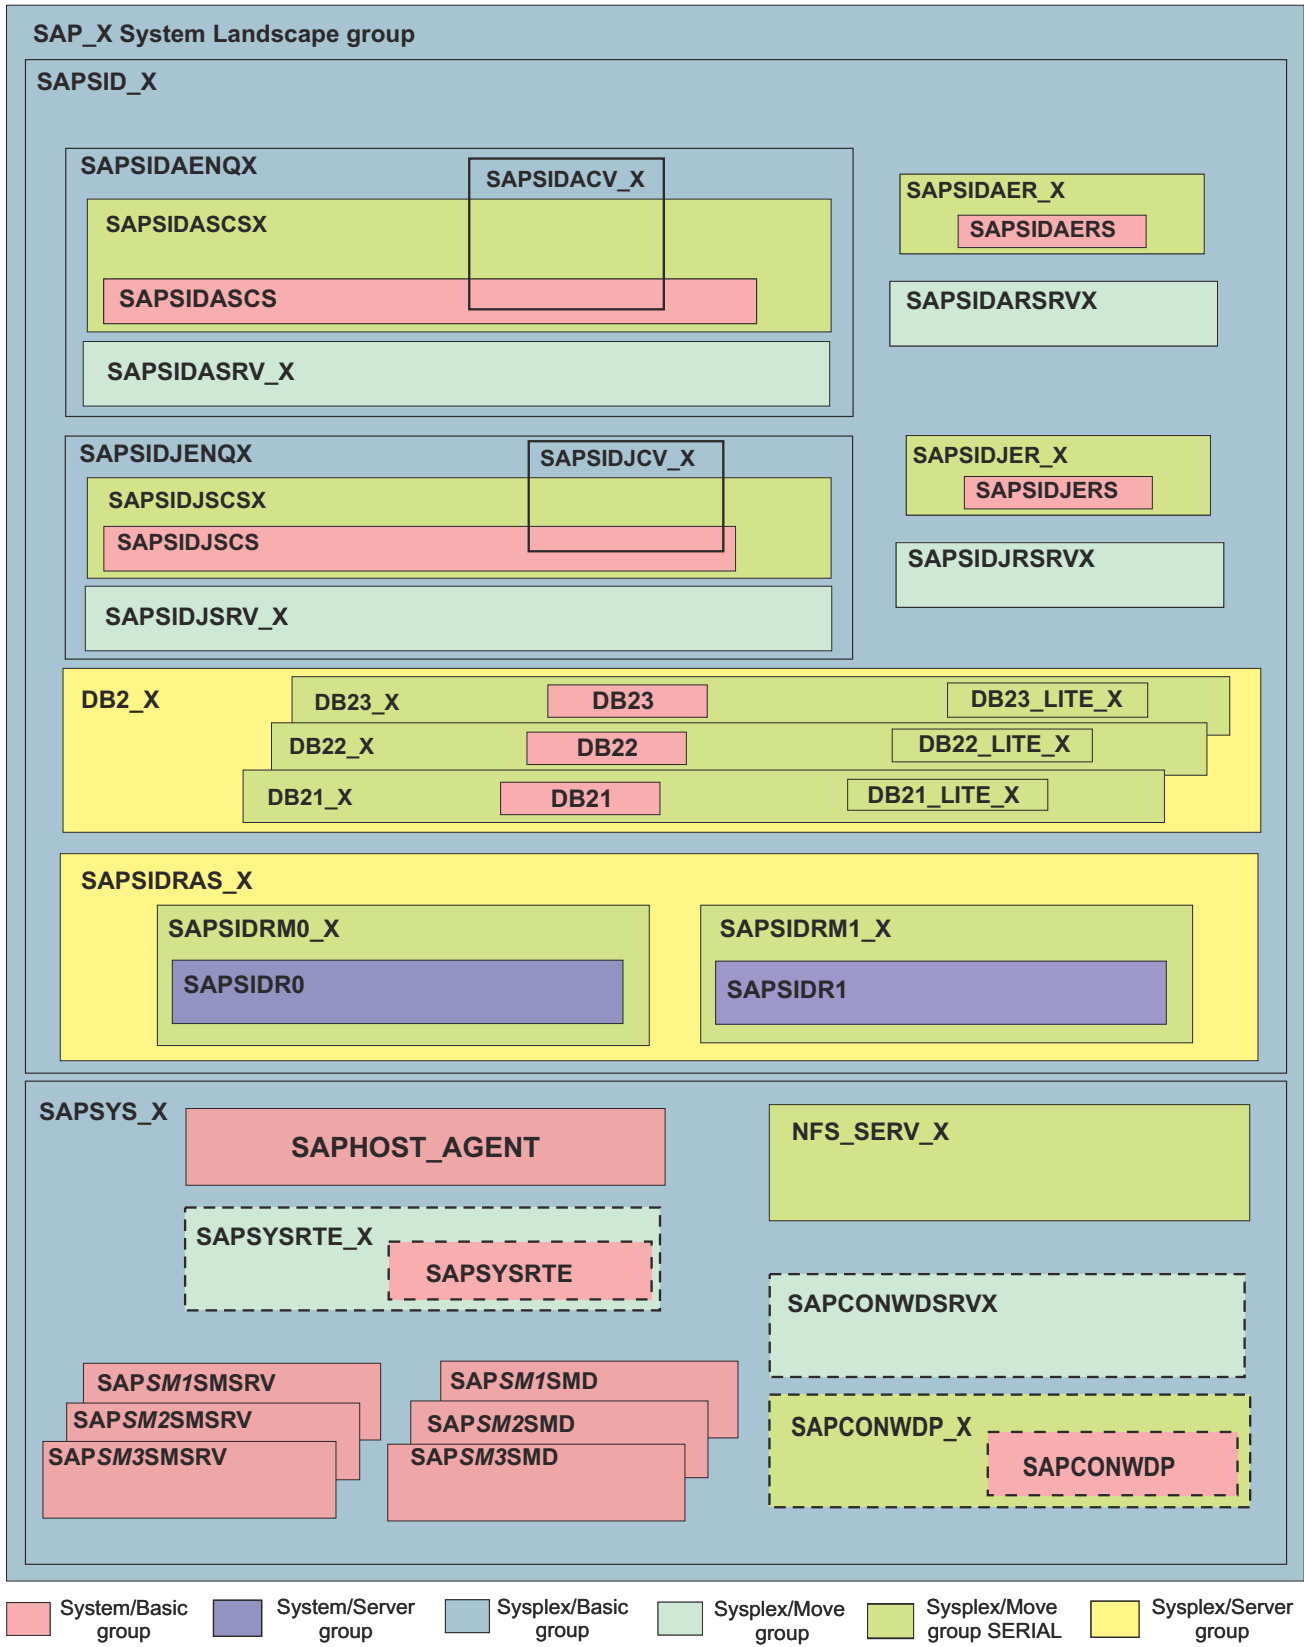 SAP_X System Landscape group
SAPSID_X
SAPSIDAENQX
SAPSIDACV_X
SAPSIDASCSX
SAPSIDASCS
SAPSIDASRV_X
SAPSIDAER_X
SAPSIDAERS
SAPSIDARSRVX
SAPSIDJENQX
SAPSIDJCV_X
SAPSIDJSCSX
SAPSIDJSCS
SAPSIDJSRV_X
SAPSIDJER_X
SAPSIDJERS
SAPSIDJRSRVX
DB2_X
DB23_X
DB23
DB23_LITE_X
DB22_X
DB22
DB22_LITE_X
DB21_X
DB21
DB21_LITE_X
SAPSIDRAS_X
SAPSIDRM0_X
SAPSIDR0
SAPSIDRM1_X
SAPSIDR1
SAPSYS_X
SAPHOST_AGENT
NFS_SERV_X
SAPSYSRTE_X
SAPSYSRTE
SAPCONWDSRVX
SAPSM1SMSRV
SAPSM2SMSRV
SAPSM3SMSRV
SAPSM1SMD
SAPSM2SMD
SAPSM3SMD
SAPCONWDP_X
SAPCONWDP
System/Basic
group
System/Server
group
Sysplex/Basic
group
Sysplex/Move
group
Sysplex/Move
group SERIAL
Sysplex/Server
group